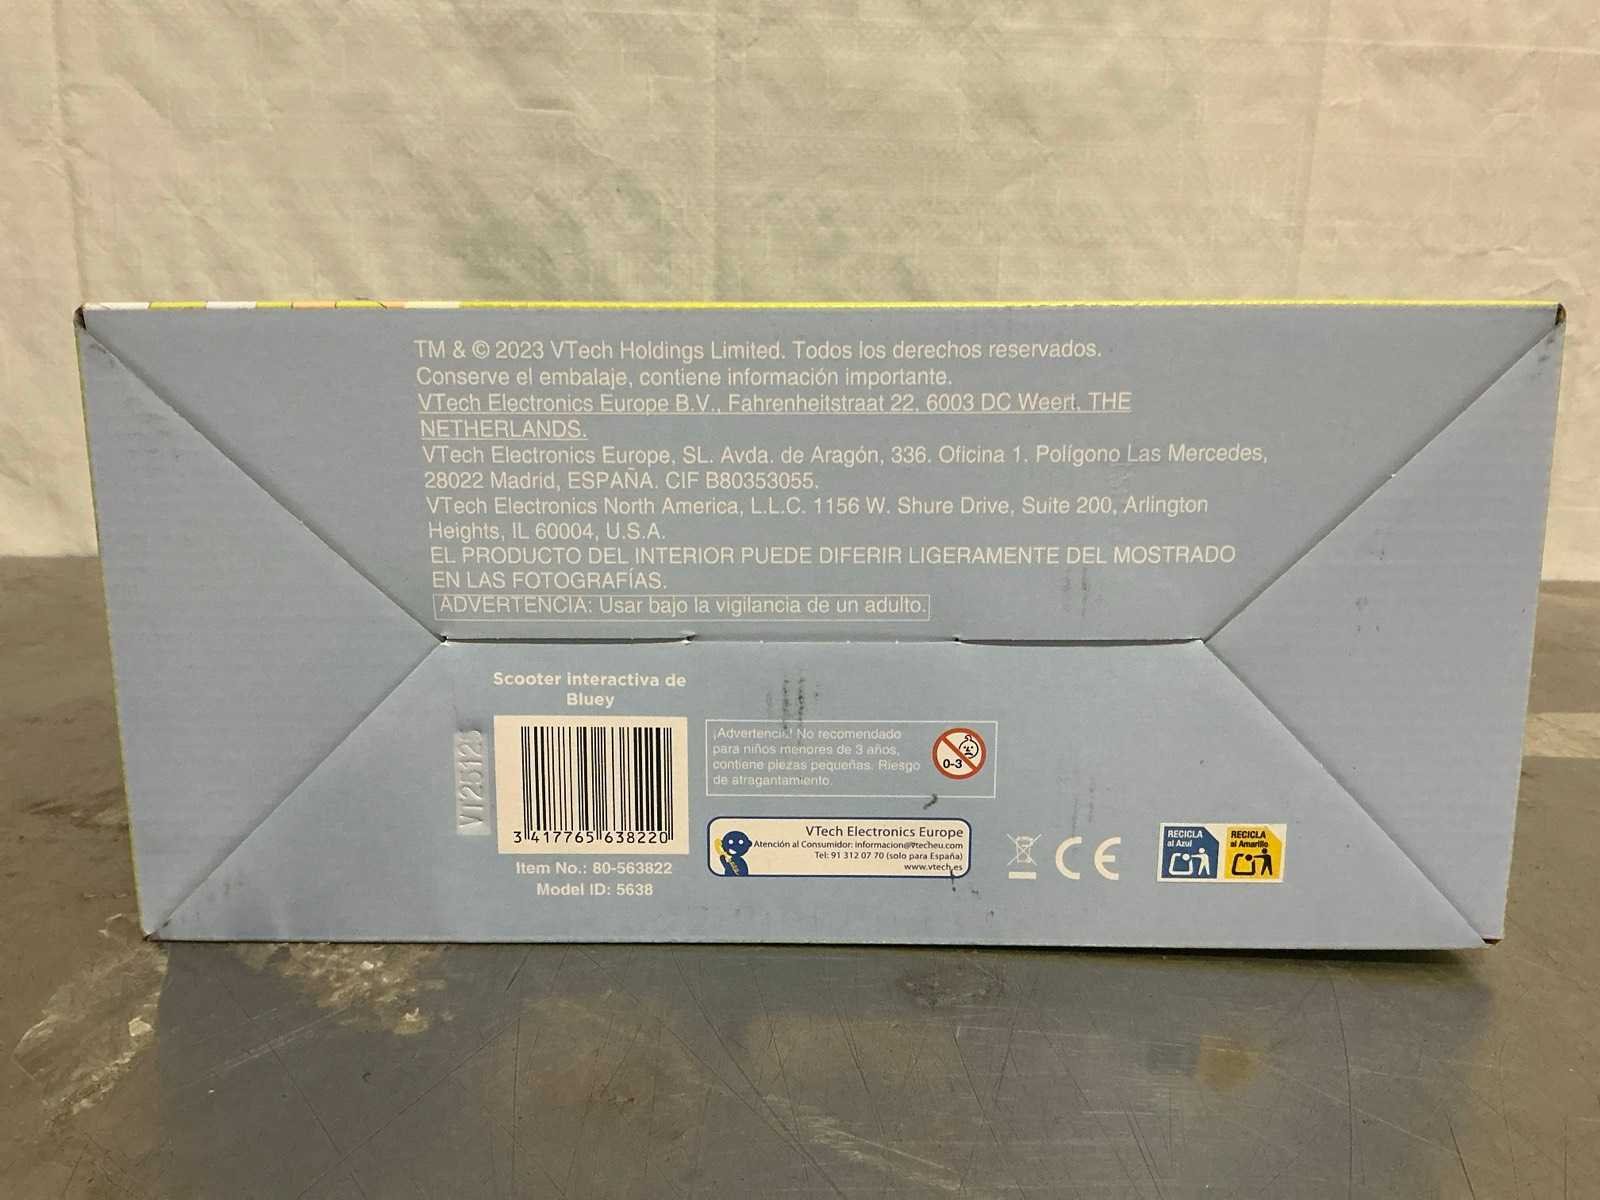 TM & © 2023 VTech Holdings Limited. Todos los derechos reservados.
Conserve el embalaje, contiene información importante.
VTech Electronics Europe B.V., Fahrenheitstraat 22, 6003 DC Weert, THE
NETHERLANDS.
VTech Electronics Europe, SL. Avda. de Aragón, 336. Oficina 1. Polígono Las Mercedes,
28022 Madrid, ESPAÑA. CIF B80353055.
VTech Electronics North America, L.L.C. 1156 W. Shure Drive, Suite 200, Arlington
Heights, IL 60004, U.S.A.
EL PRODUCTO DEL INTERIOR PUEDE DIFERIR LIGERAMENTE DEL MOSTRADO
EN LAS FOTOGRAFÍAS.
ADVERTENCIA: Usar bajo la vigilancia de un adulto.
Scooter interactiva de
Bluey
3 417765 638220
Item No.: 80-563822
Model ID: 5638
¡Advertencia! No recomendado
para niños menores de 3 años,
contiene piezas pequeñas. Riesgo
de atragantamiento.
0-3
VTech Electronics Europe
Atención al Consumidor: informacion@vtecheu.com
Tel: 91 312 07 70 (solo para España)
www.vtech.es
CE
RECICLA
al Azul
RECICLA
al Amarillo